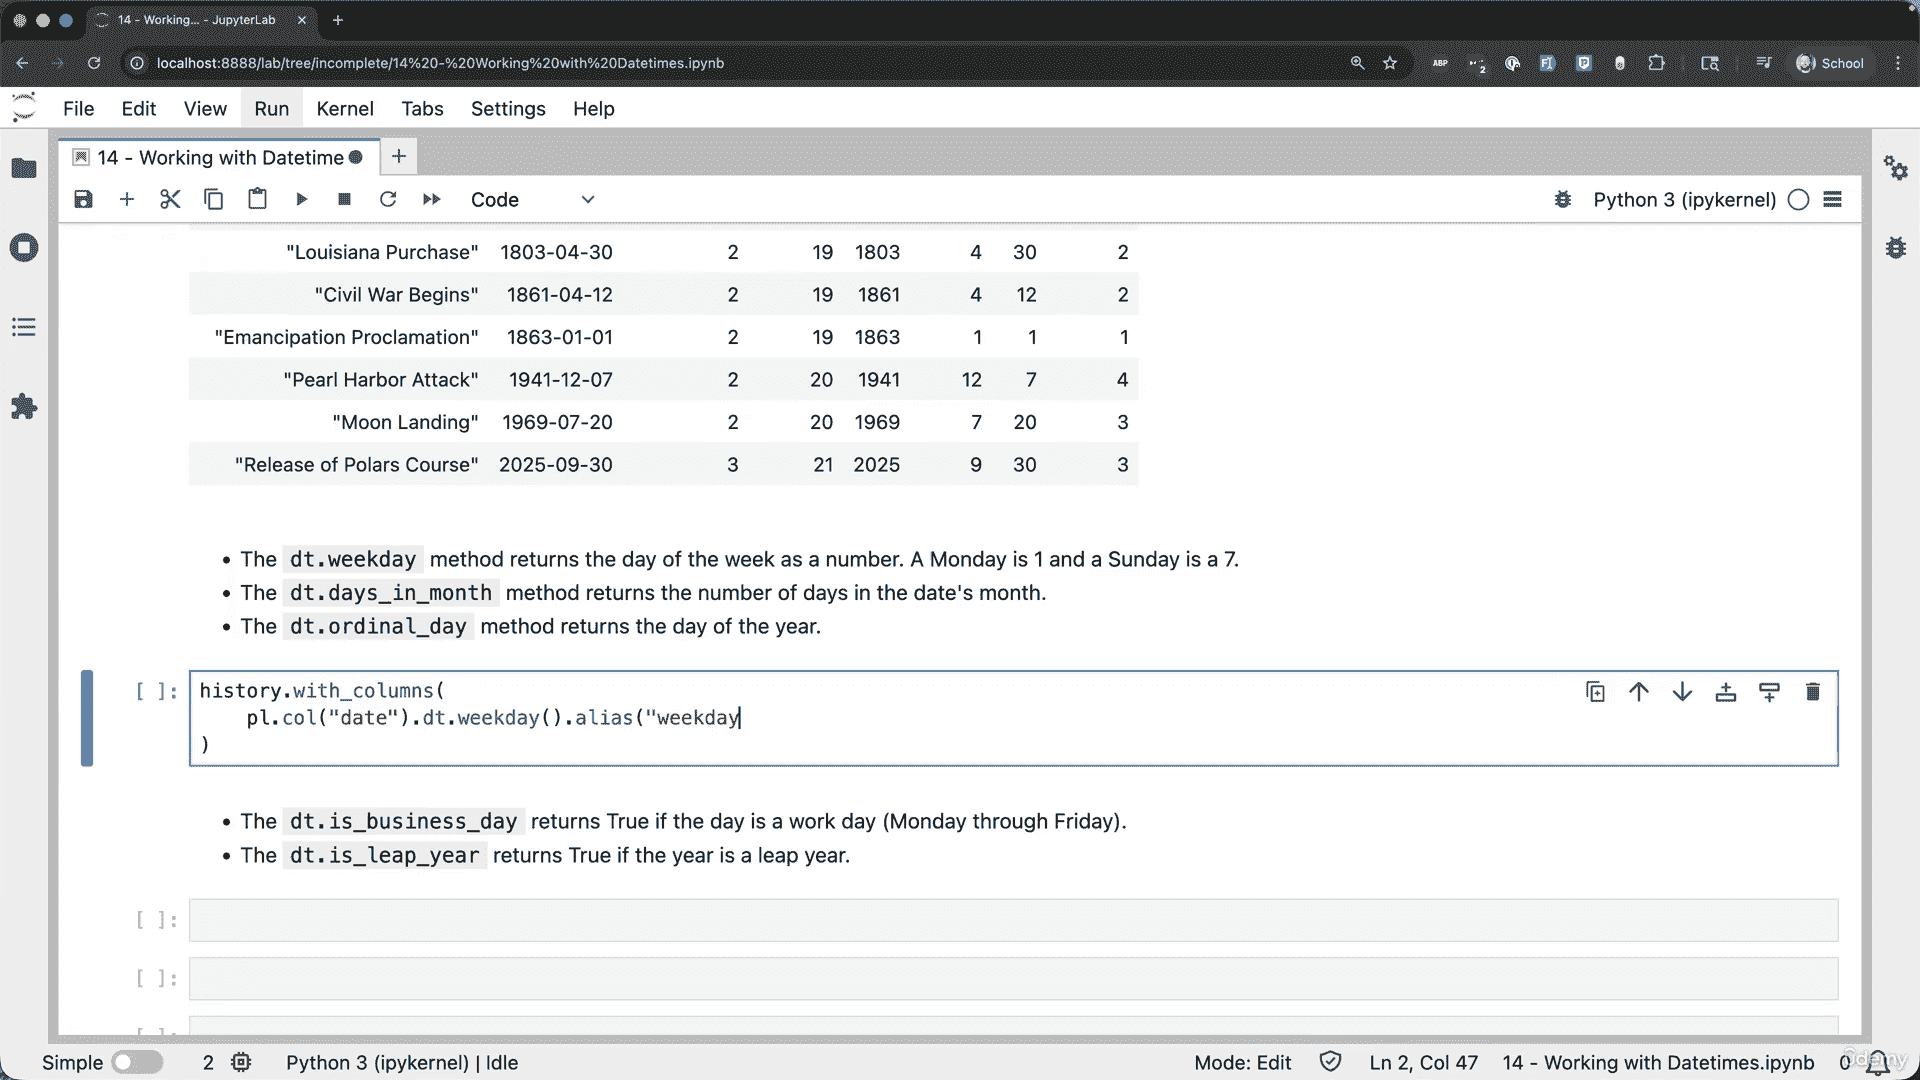 14 - Working... - JupyterLab
localhost:8888/lab/tree/incomplete/14%20-%20Working%20with%20Datetimes.ipynb
ABP
2
School
File Edit View Run Kernel Tabs Settings Help
14 - Working with Datetime
Code
Python 3 (ipykernel)
"Louisiana Purchase" 1803-04-30 2 19 1803 4 30 2
"Civil War Begins" 1861-04-12 2 19 1861 4 12 2
"Emancipation Proclamation" 1863-01-01 2 19 1863 1 1 1
"Pearl Harbor Attack" 1941-12-07 2 20 1941 12 7 4
"Moon Landing" 1969-07-20 2 20 1969 7 20 3
"Release of Polars Course" 2025-09-30 3 21 2025 9 30 3
• The dt.weekday method returns the day of the week as a number. A Monday is 1 and a Sunday is a 7.
• The dt.days_in_month method returns the number of days in the date's month.
• The dt.ordinal_day method returns the day of the year.
[ ]: history.with_columns(
pl.col("date").dt.weekday().alias("weekday
)
• The dt.is_business_day returns True if the day is a work day (Monday through Friday).
• The dt.is_leap_year returns True if the year is a leap year.
[ ]:
[ ]:
[ ]:
Simple 2 Python 3 (ipykernel) | Idle Mode: Edit Ln 2, Col 47 14 - Working with Datetimes.ipynb 0
Udemy